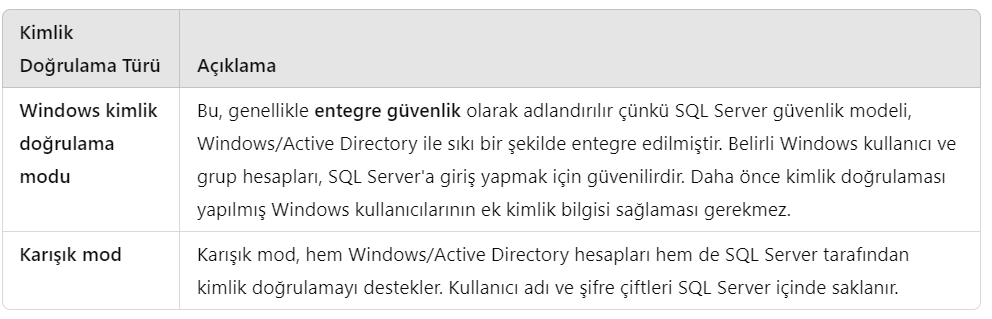 Kimlik
Doğrulama Türü
Açıklama
Windows kimlik
doğrulama
modu
Bu, genellikle entegre güvenlik olarak adlandırılır çünkü SQL Server güvenlik modeli,
Windows/Active Directory ile sıkı bir şekilde entegre edilmiştir. Belirli Windows kullanıcı ve
grup hesapları, SQL Server'a giriş yapmak için güvenilirdir. Daha önce kimlik doğrulaması
yapılmış Windows kullanıcılarının ek kimlik bilgisi sağlaması gerekmez.
Karışık mod
Karışık mod, hem Windows/Active Directory hesapları hem de SQL Server tarafından
kimlik doğrulamayı destekler. Kullanıcı adı ve şifre çiftleri SQL Server içinde saklanır.